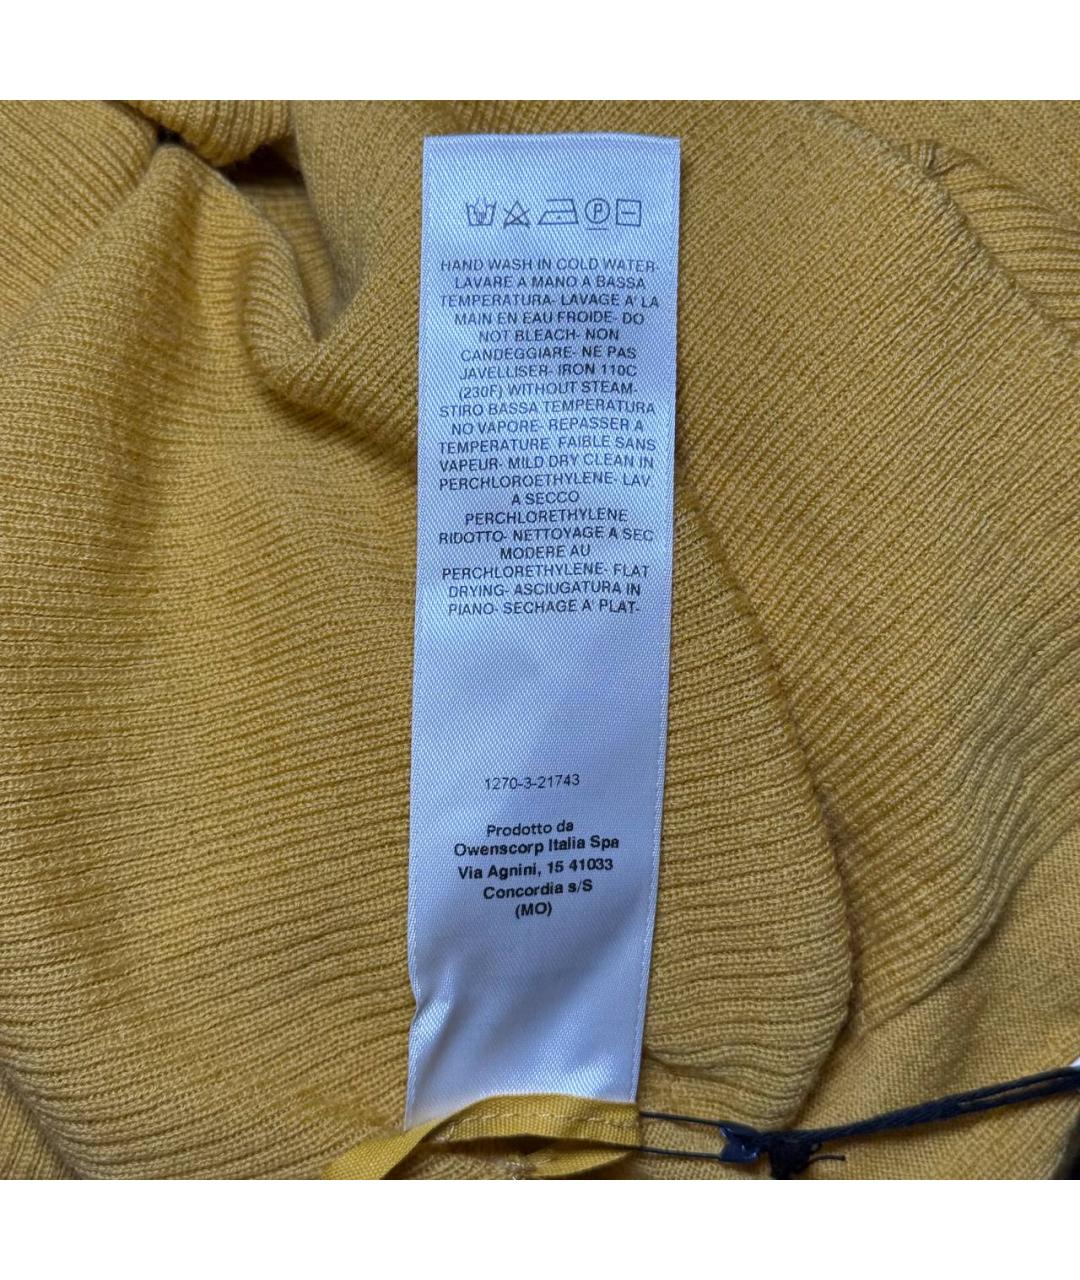 HAND WASH IN COLD WATER-
LAVARE A MANO A BASSA
TEMPERATURA- LAVAGE A' LA
MAIN EN EAU FROIDE- DO
NOT BLEACH- NON
CANDEGGIARE- NE PAS
JAVELLISER- IRON 110C
(230F) WITHOUT STEAM-
STIRO BASSA TEMPERATURA
NO VAPORE- REPASSER A
TEMPERATURE FAIBLE SANS
VAPEUR- MILD DRY CLEAN IN
PERCHLOROETHYLENE- LAV.
A SECCO
PERCHLORETHYLENE
RIDOTTO- NETTOYAGE A SEC
MODERE AU
PERCHLORETHYLENE- FLAT
DRYING- ASCIUGATURA IN
PIANO- SECHAGE A' PLAT-
1270-3-21743
Prodotto da
Owenscorp Italia Spa
Via Agnini, 15 41033
Concordia s/S
(MO)